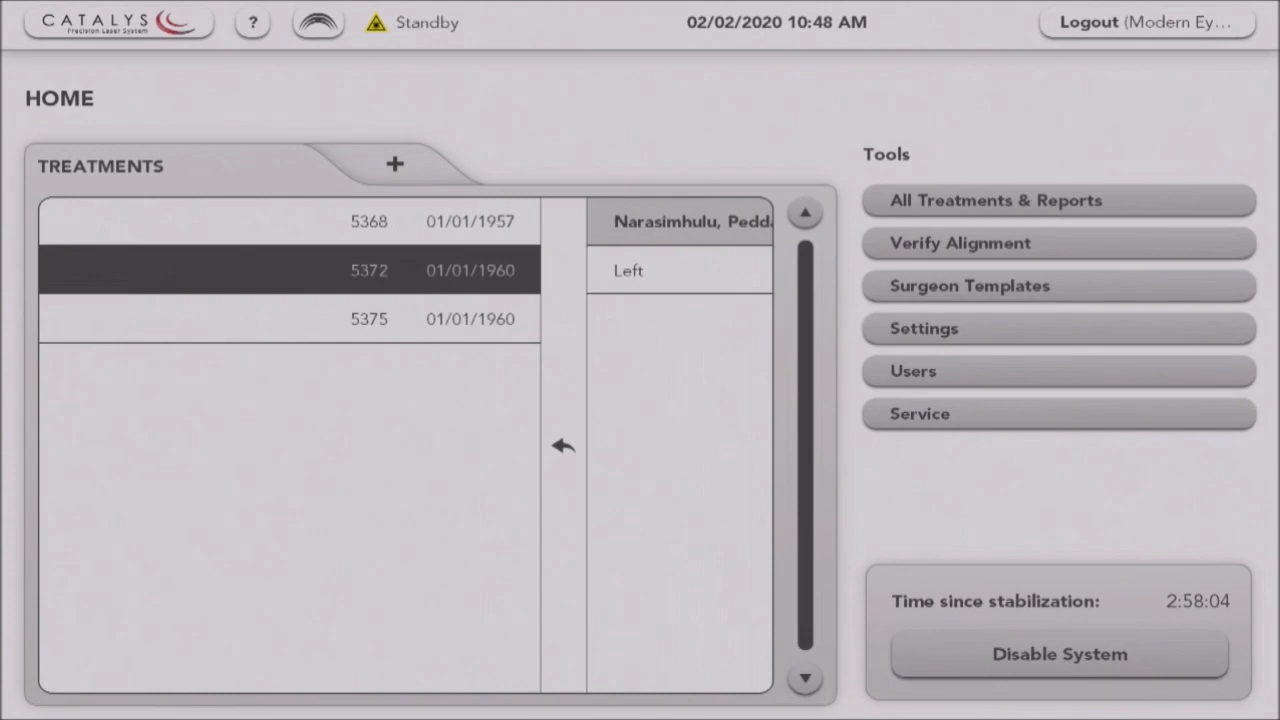 CATALYS
Precision Laser System
?
Standby
02/02/2020 10:48 AM
Logout (Modern Ey...
HOME
TREATMENTS
+
Tools
5368 01/01/1957
Narasimhulu, Pedda
5372 01/01/1960
Left
5375 01/01/1960
All Treatments & Reports
Verify Alignment
Surgeon Templates
Settings
Users
Service
Time since stabilization: 2:58:04
Disable System